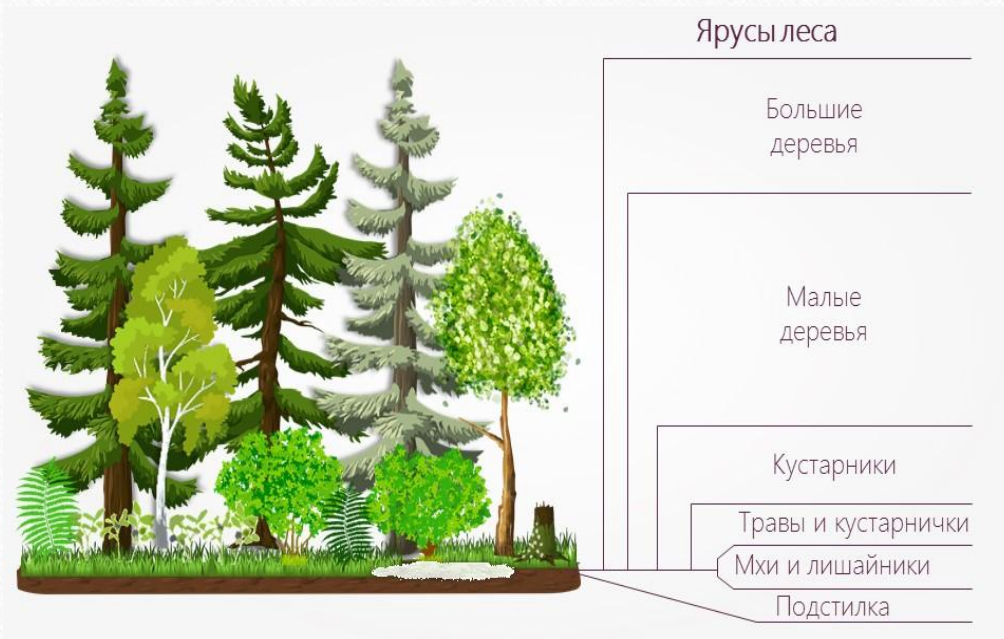 Ярусы леса
Большие
деревья
Малые
деревья
Кустарники
Травы и кустарнички
Мхи и лишайники
Подстилка